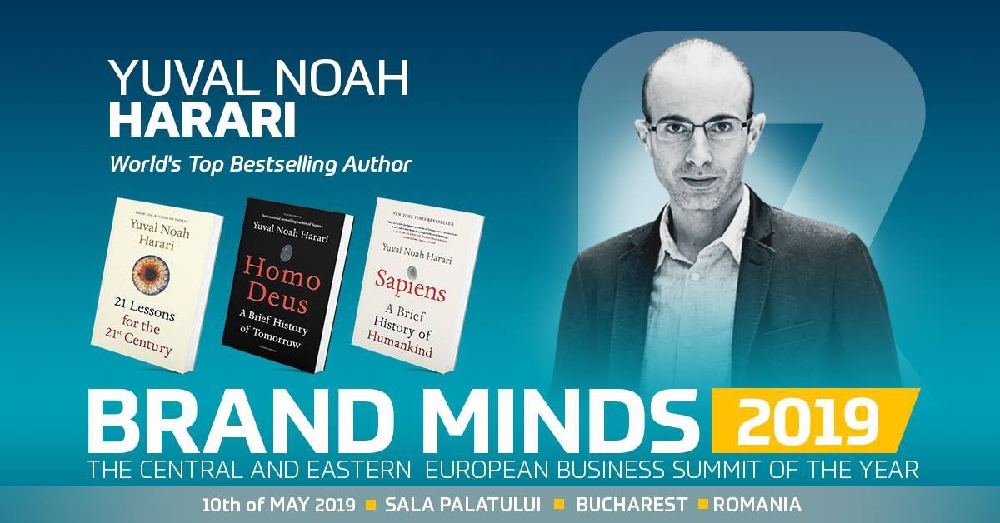 YUVAL NOAH
HARARI
World's Top Bestselling Author
FROM THE AUTHOR OF SAPIENS
Yuval Noah
Harari
21 Lessons
for the
21st Century
International bestselling author of Sapiens
Yuval Noah Harari
Homo
Deus
A Brief History
of Tomorrow
NEW YORK TIMES BESTSELLER
Yuval Noah Harari
Sapiens
A Brief
History of
Humankind
BRAND MINDS 2019
THE CENTRAL AND EASTERN EUROPEAN BUSINESS SUMMIT OF THE YEAR
10th of MAY 2019 ■ SALA PALATULUI ■ BUCHAREST ■ ROMANIA